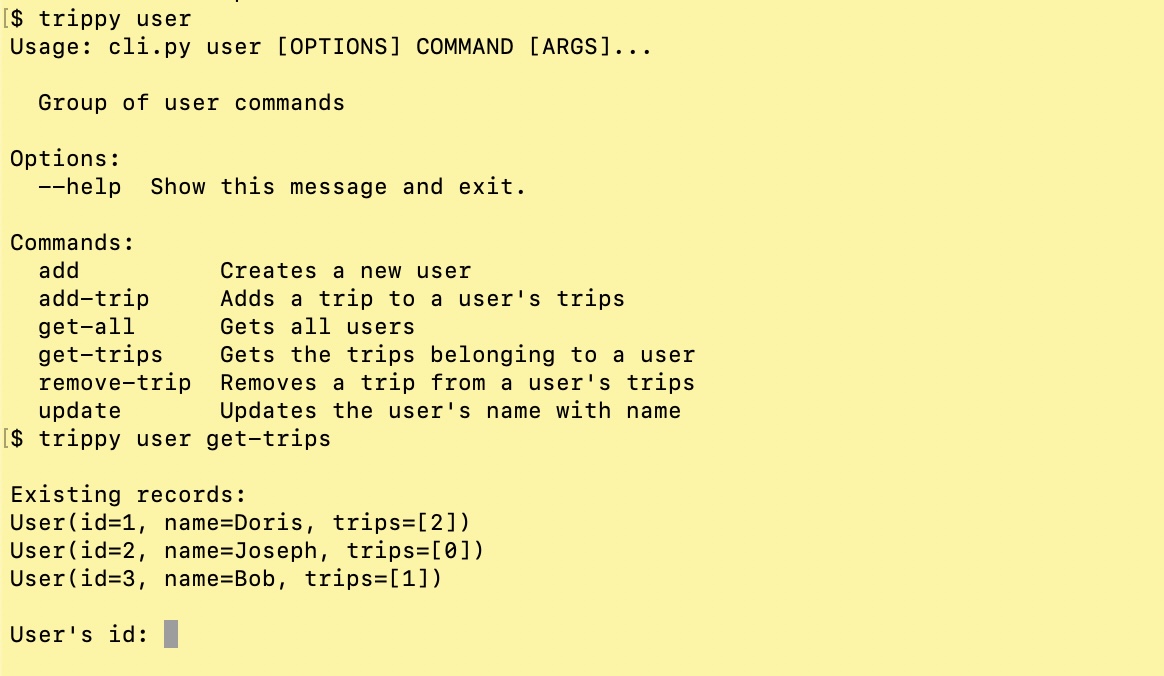 [$ trippy user
Usage: cli.py user [OPTIONS] COMMAND [ARGS]...
Group of user commands
Options:
--help  Show this message and exit.
Commands:
add          Creates a new user
add-trip     Adds a trip to a user's trips
get-all      Gets all users
get-trips    Gets the trips belonging to a user
remove-trip  Removes a trip from a user's trips
update       Updates the user's name with name
[$ trippy user get-trips
Existing records:
User(id=1, name=Doris, trips=[2])
User(id=2, name=Joseph, trips=[0])
User(id=3, name=Bob, trips=[1])
User's id: